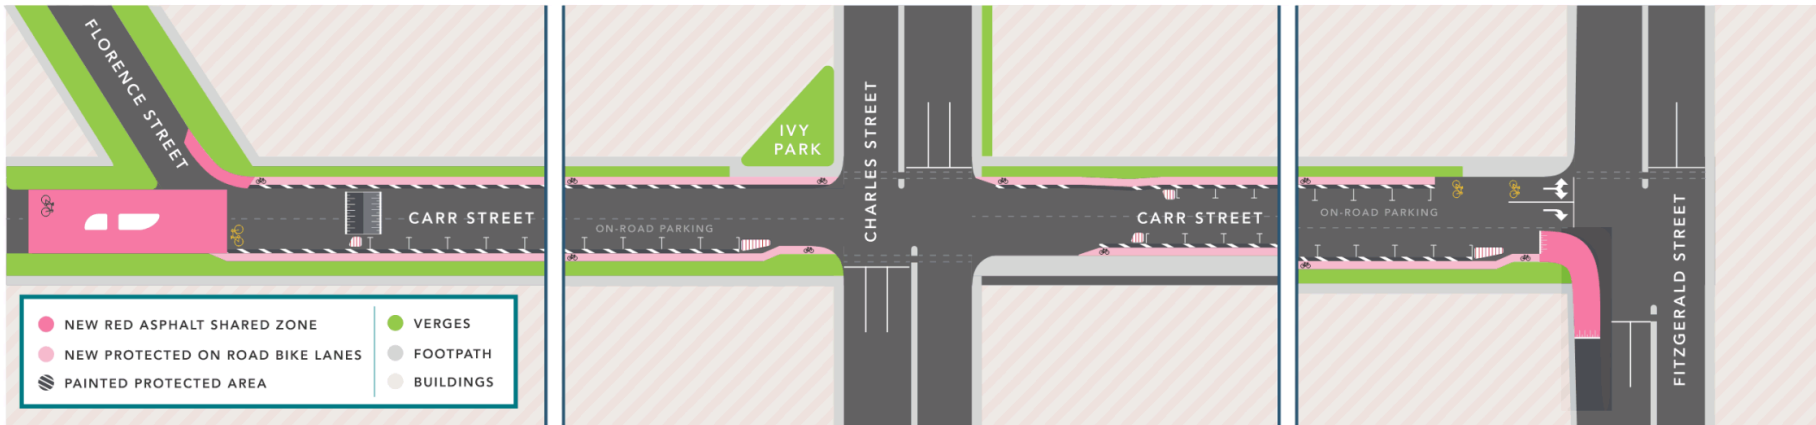 FLORENCE STREET
CARR STREET
ON-ROAD PARKING
IVY
PARK
CHARLES STREET
CARR STREET
ON-ROAD PARKING
FITZGERALD STREET
NEW RED ASPHALT SHARED ZONE
NEW PROTECTED ON ROAD BIKE LANES
PAINTED PROTECTED AREA
VERGES
FOOTPATH
BUILDINGS